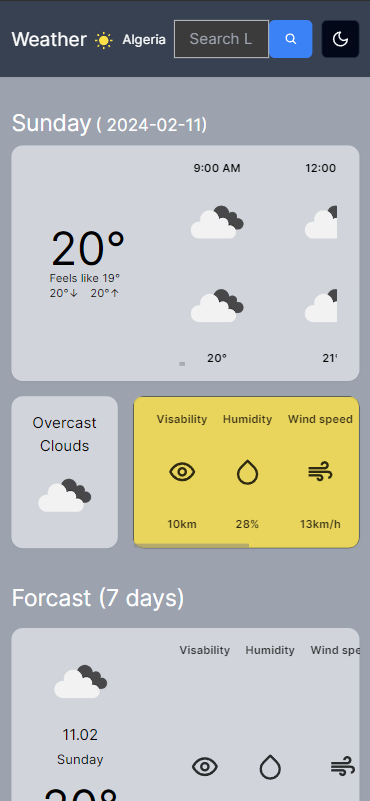 Weather Algeria Search L
Sunday ( 2024-02-11)
9:00 AM 12:00
20°
Feels like 19°
20°↓ 20°↑
20° 21°
Overcast
Clouds
Visability Humidity Wind speed
10km 28% 13km/h
Forcast (7 days)
Visability Humidity Wind spe
11.02
Sunday
20°